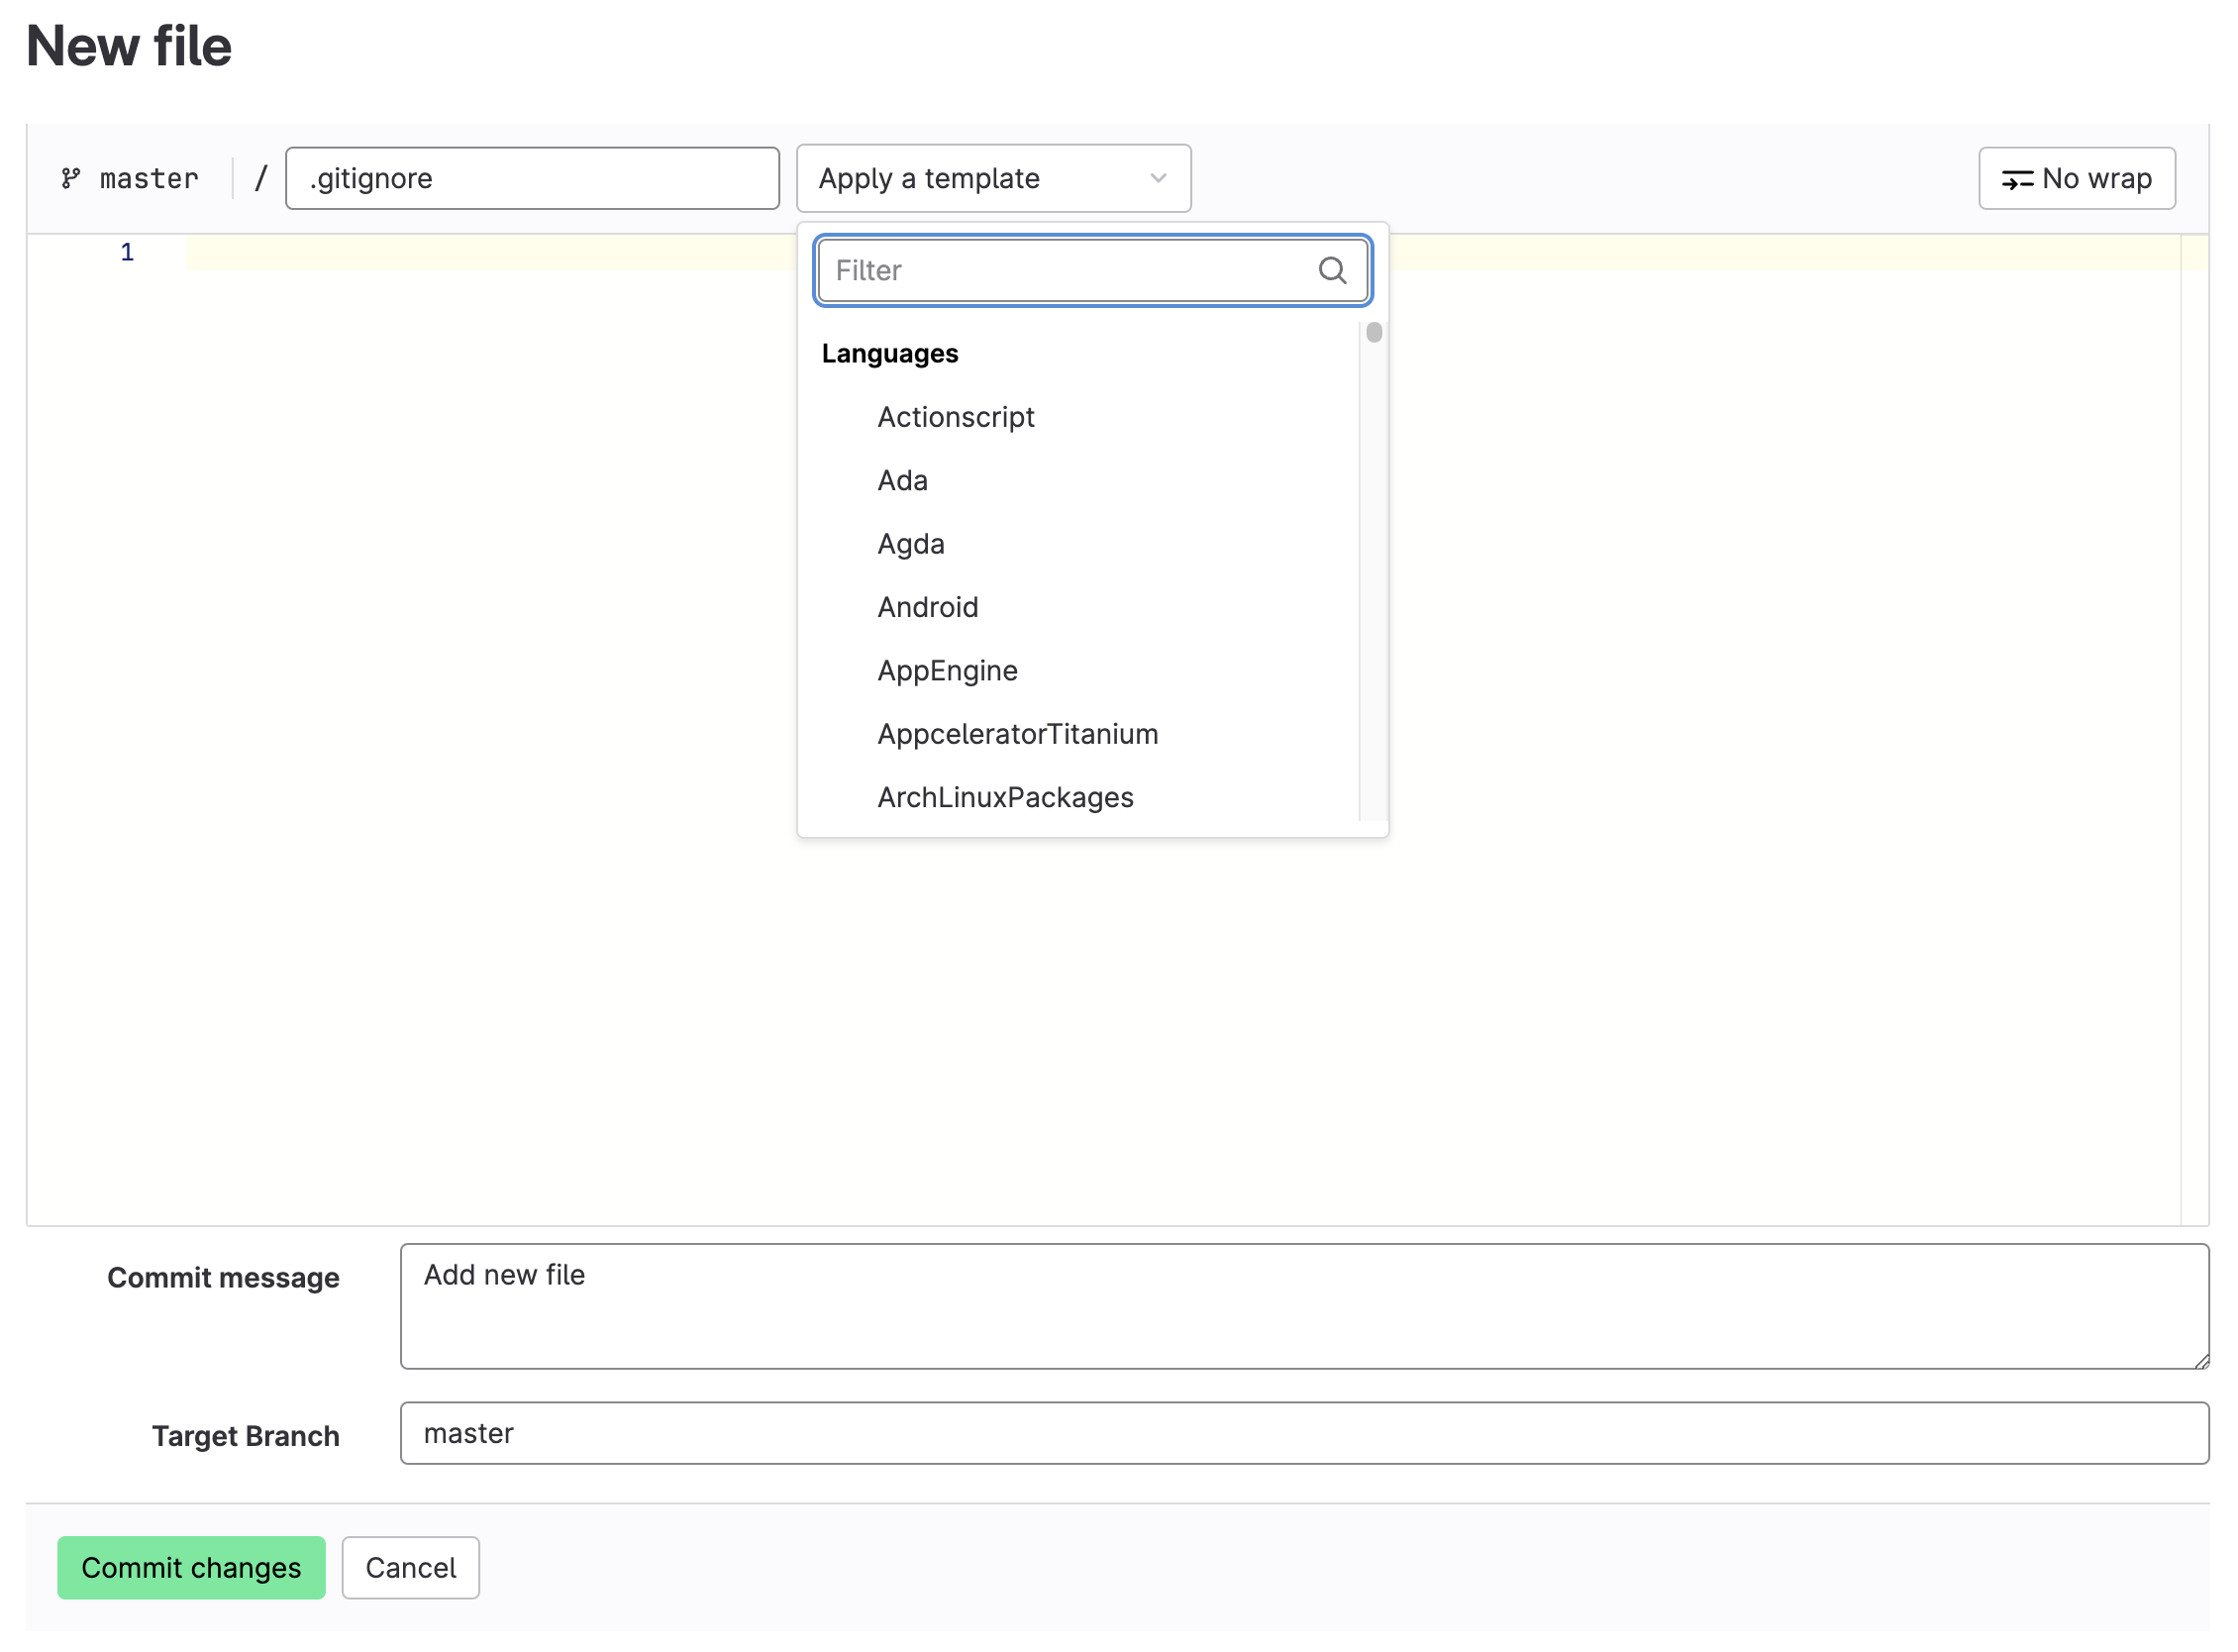 New file
master / .gitignore Apply a template No wrap
1
Filter
Languages
Actionscript
Ada
Agda
Android
AppEngine
AppceleratorTitanium
ArchLinuxPackages
Commit message Add new file
Target Branch master
Commit changes Cancel